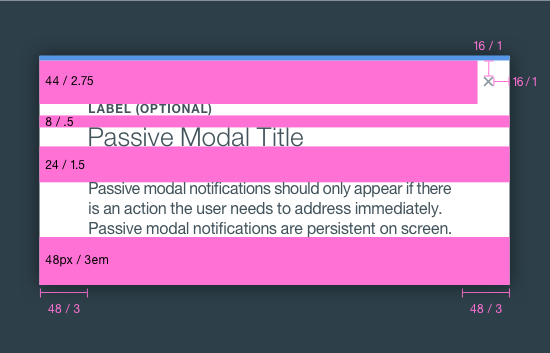 16 / 1
44 / 2.75
16 / 1
LABEL (OPTIONAL)
8 / .5
Passive Modal Title
24 / 1.5
Passive modal notifications should only appear if there
is an action the user needs to address immediately.
Passive modal notifications are persistent on screen.
48px / 3em
48 / 3
48 / 3